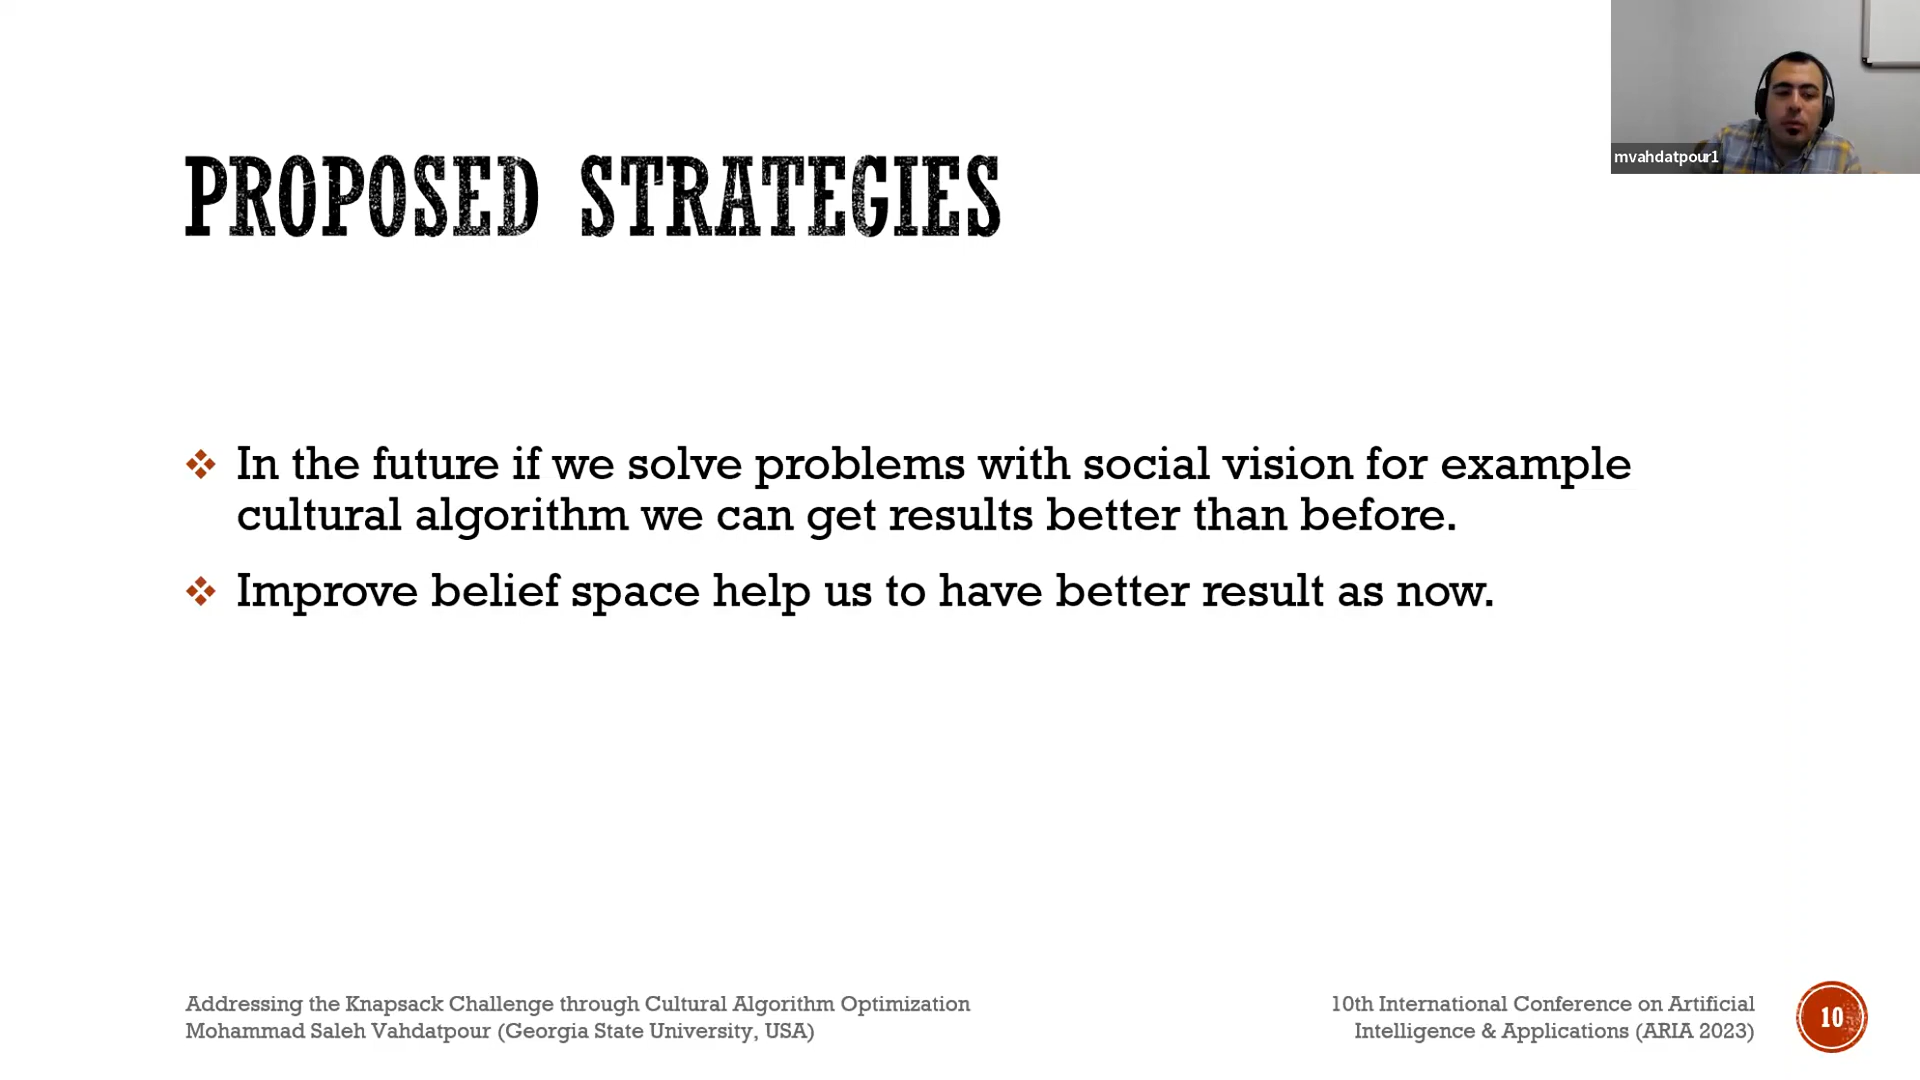 mvahdatpour1
PROPOSED STRATEGIES
In the future if we solve problems with social vision for example
cultural algorithm we can get results better than before.
Improve belief space help us to have better result as now.
Addressing the Knapsack Challenge through Cultural Algorithm Optimization
Mohammad Saleh Vahdatpour (Georgia State University, USA)
10th International Conference on Artificial
Intelligence & Applications (ARIA 2023)
10